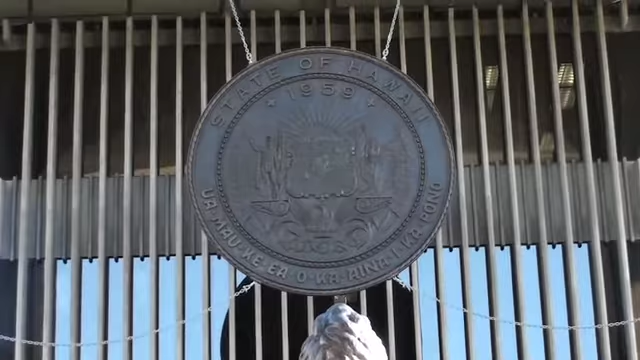 STATE OF HAWAII
1959
UA·MAU·KE·EA·O·KA·AINA·I·KA·PONO